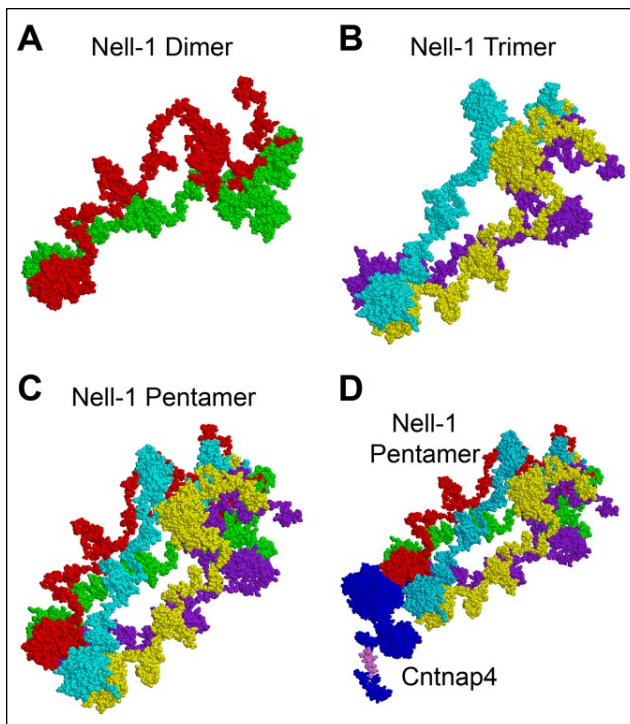 A
Nell-1 Dimer
B
Nell-1 Trimer
C
Nell-1 Pentamer
D
Nell-1
Pentamer
Cntnap4